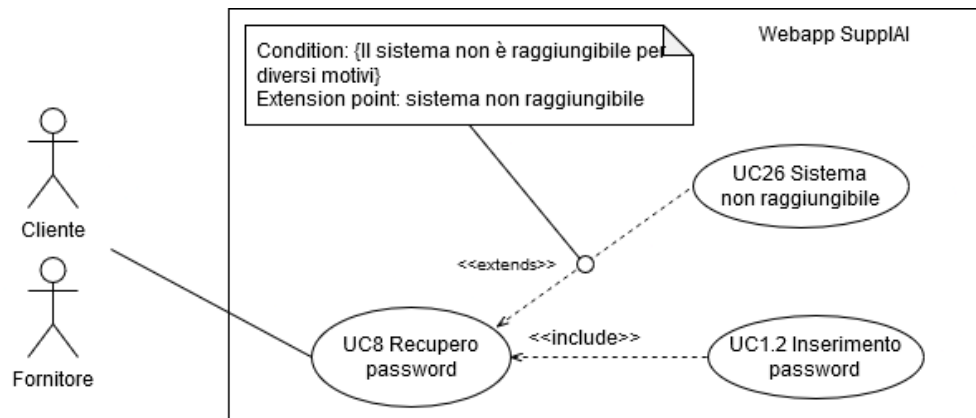 Webapp SupplAI
Condition: {Il sistema non è raggiungibile per
diversi motivi}
Extension point: sistema non raggiungibile
UC26 Sistema
non raggiungibile
Cliente
<<extends>>
<<include>>
UC8 Recupero
password
UC1.2 Inserimento
password
Fornitore